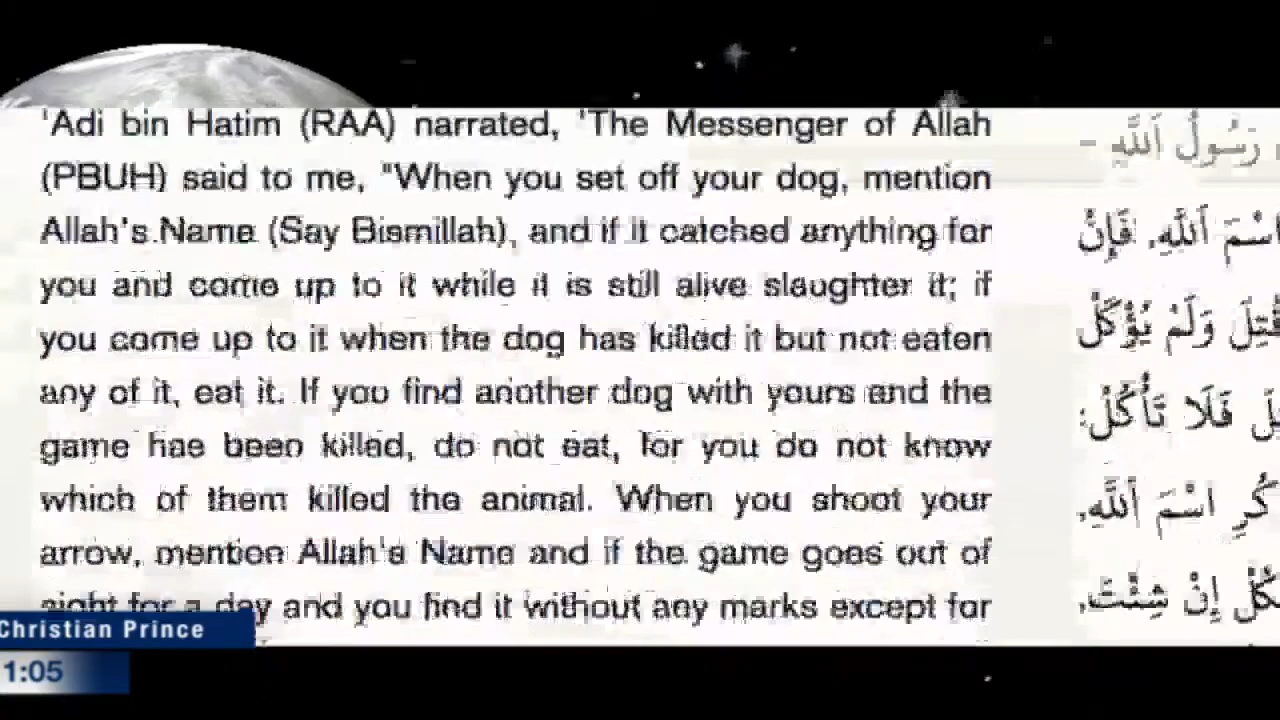 'Adi bin Hatim (RAA) narrated, 'The Messenger of Allah
(PBUH) said to me, "When you set off your dog, mention
Allah's Name (Say Bismillah), and if it catched anything for
you and come up to it while it is still alive slaughter it; if
you come up to it when the dog has killed it but not eaten
any of it, eat it. If you find another dog with yours and the
game has been killed, do not eat, for you do not know
which of them killed the animal. When you shoot your
arrow, mention Allah's Name and if the game goes out of
sight for a day and you find it without any marks except for
رَسُولُ اَللَّهِ -
اسْمَ اَللَّهِ، فَإِنْ
وَلَمْ يُؤْكَلْ
فَلَا تَأْكُلْ:
اسْمَ اَللَّهِ،
إِنْ شِئْتَ،
Christian Prince
1:05